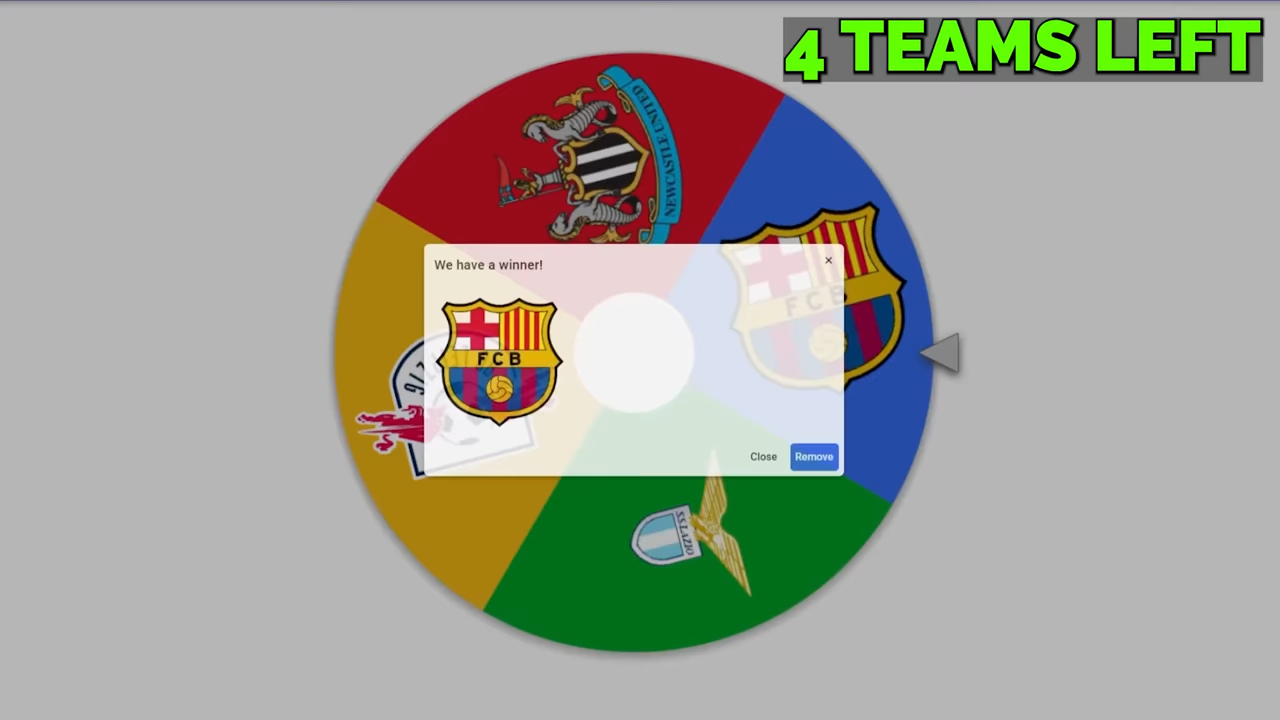 4 TEAMS LEFT
NEWCASTLE UNITED
We have a winner!
×
FCB
FCB
S.S.LAZIO
Close
Remove